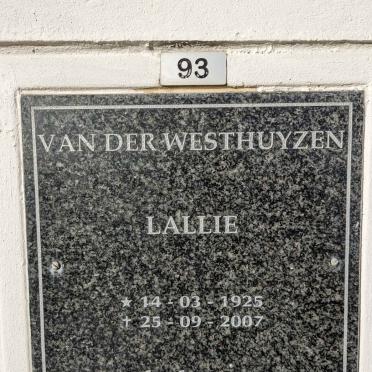 93
VAN DER WESTHUYZEN
LALLIE
★ 14 - 03 - 1925
✝ 25 - 09 - 2007